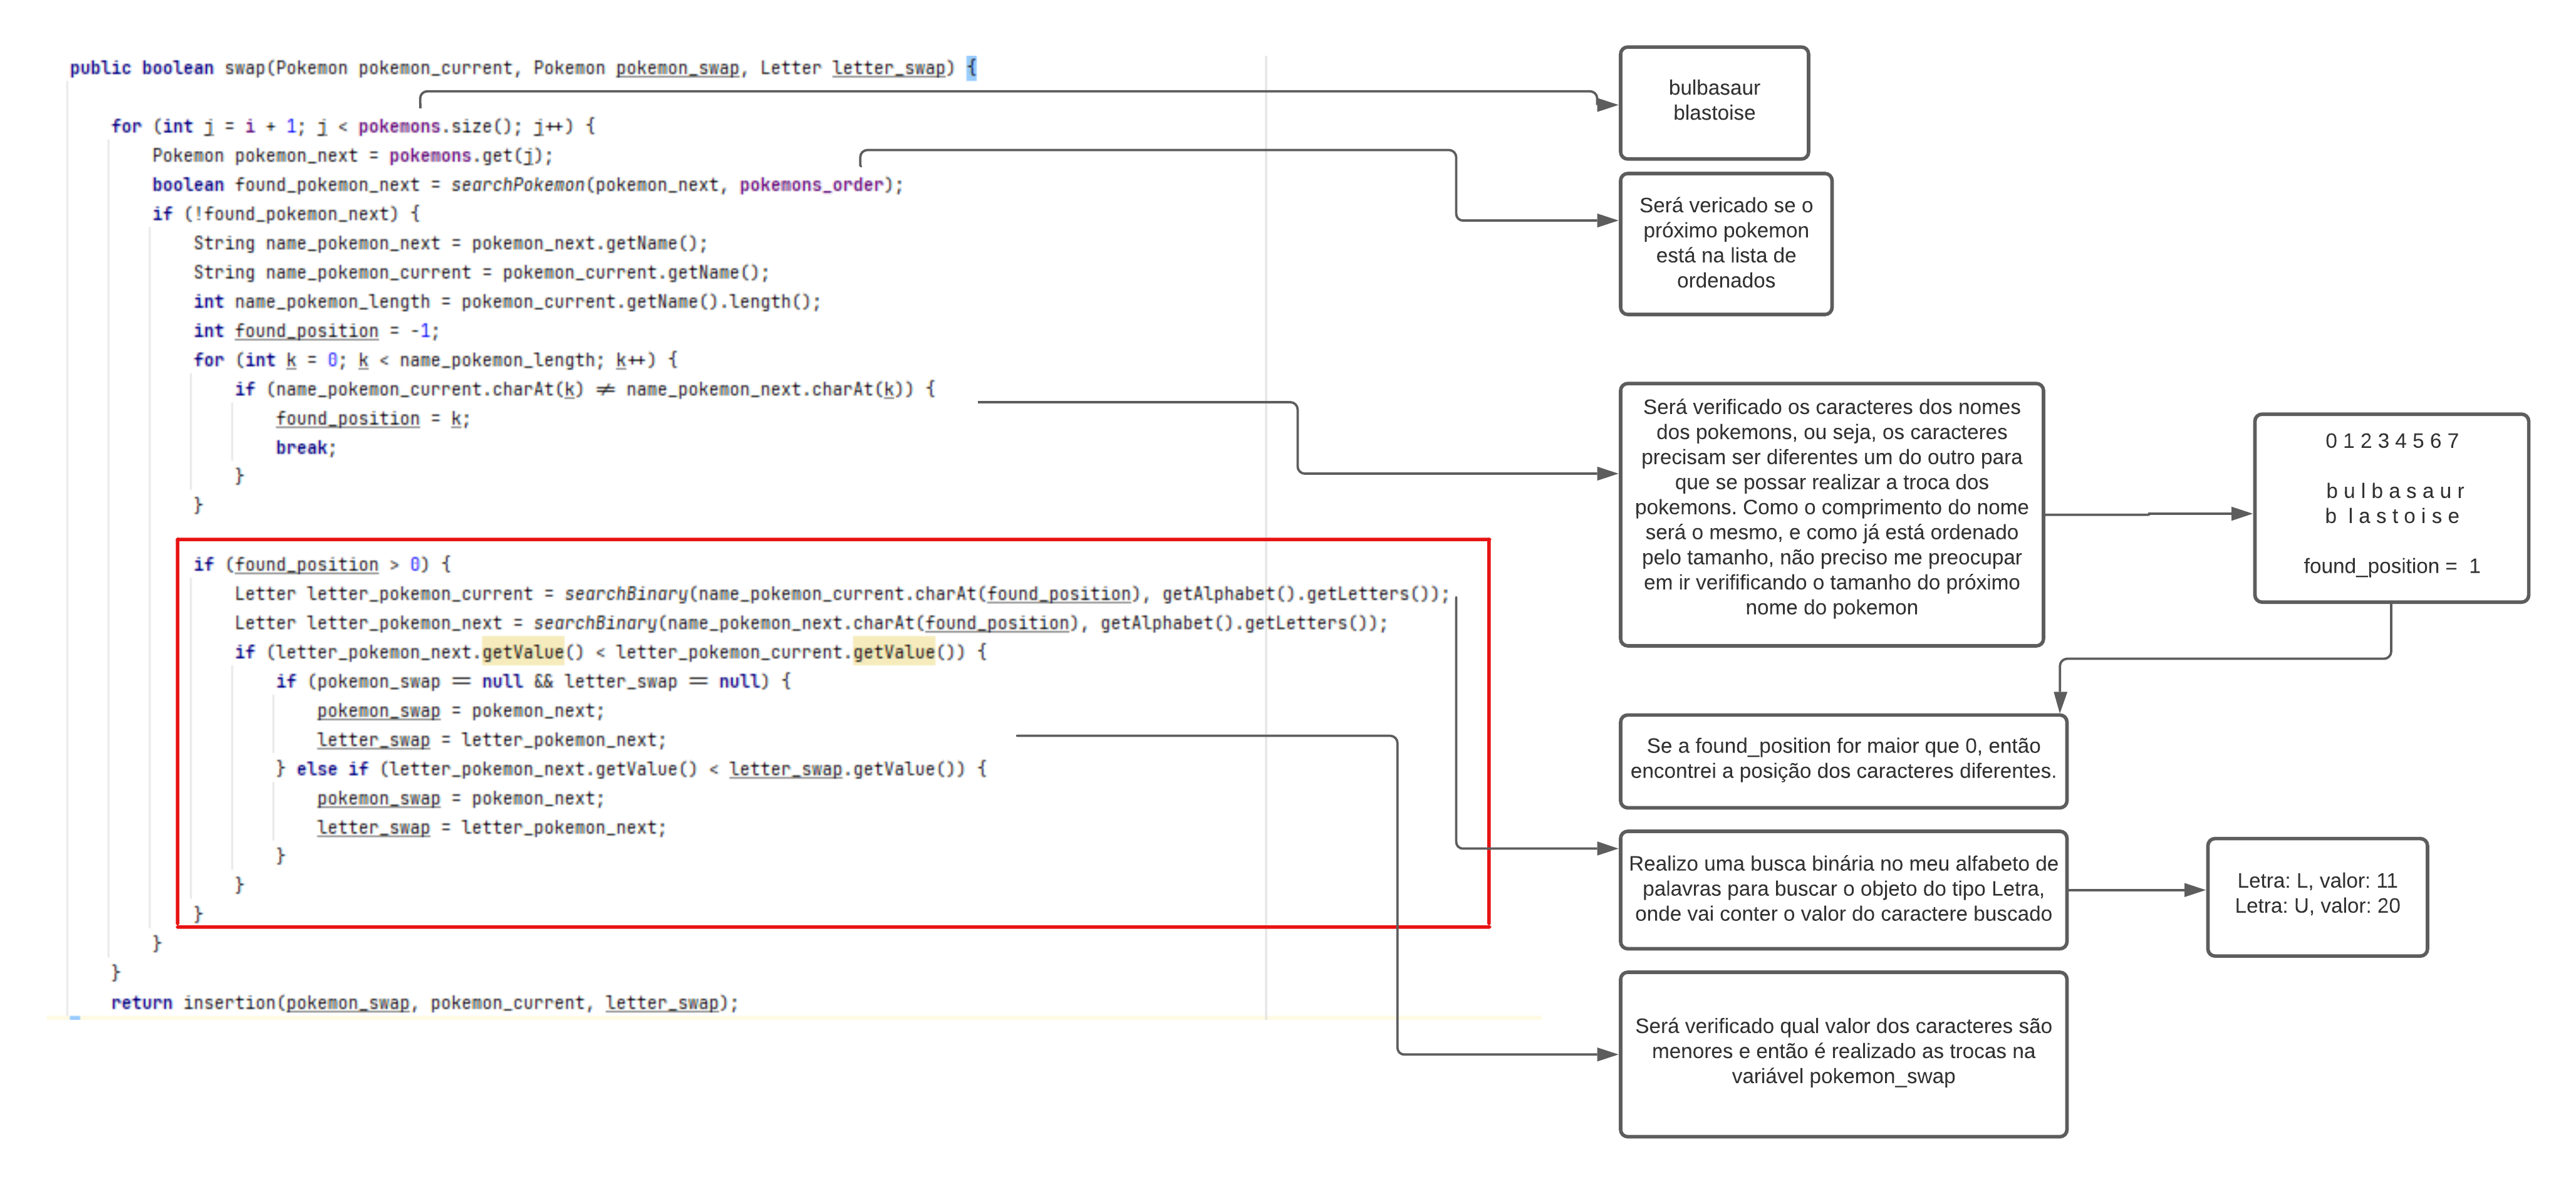 public boolean swap(Pokemon pokemon_current, Pokemon pokemon_swap, Letter letter_swap) {
for (int j = i + 1; j < pokemons.size(); j++) {
Pokemon pokemon_next = pokemons.get(j);
boolean found_pokemon_next = searchPokemon(pokemon_next, pokemons_order);
if (!found_pokemon_next) {
String name_pokemon_next = pokemon_next.getName();
String name_pokemon_current = pokemon_current.getName();
int name_pokemon_length = pokemon_current.getName().length();
int found_position = -1;
for (int k = 0; k < name_pokemon_length; k++) {
if (name_pokemon_current.charAt(k) ≠ name_pokemon_next.charAt(k)) {
found_position = k;
break;
}
}
if (found_position > 0) {
Letter letter_pokemon_current = searchBinary(name_pokemon_current.charAt(found_position), getAlphabet().getLetters());
Letter letter_pokemon_next = searchBinary(name_pokemon_next.charAt(found_position), getAlphabet().getLetters());
if (letter_pokemon_next.getValue() < letter_pokemon_current.getValue()) {
if (pokemon_swap == null && letter_swap == null) {
pokemon_swap = pokemon_next;
letter_swap = letter_pokemon_next;
} else if (letter_pokemon_next.getValue() < letter_swap.getValue()) {
pokemon_swap = pokemon_next;
letter_swap = letter_pokemon_next;
}
}
}
}
}
return insertion(pokemon_swap, pokemon_current, letter_swap);
bulbasaur
blastoise
Será vericado se o
próximo pokemon
está na lista de
ordenados
Será verificado os caracteres dos nomes
dos pokemons, ou seja, os caracteres
precisam ser diferentes um do outro para
que se possar realizar a troca dos
pokemons. Como o comprimento do nome
será o mesmo, e como já está ordenado
pelo tamanho, não preciso me preocupar
em ir verifificando o tamanho do próximo
nome do pokemon
0 1 2 3 4 5 6 7
b u l b a s a u r
b l a s t o i s e
found_position = 1
Se a found_position for maior que 0, então
encontrei a posição dos caracteres diferentes.
Realizo uma busca binária no meu alfabeto de
palavras para buscar o objeto do tipo Letra,
onde vai conter o valor do caractere buscado
Letra: L, valor: 11
Letra: U, valor: 20
Será verificado qual valor dos caracteres são
menores e então é realizado as trocas na
variável pokemon_swap